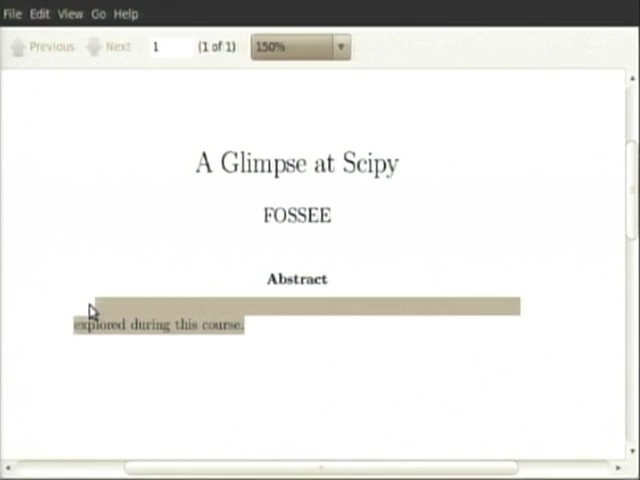 File Edit View Go Help
Previous Next 1 (1 of 1) 150%
A Glimpse at Scipy
FOSSEE
Abstract
explored during this course.